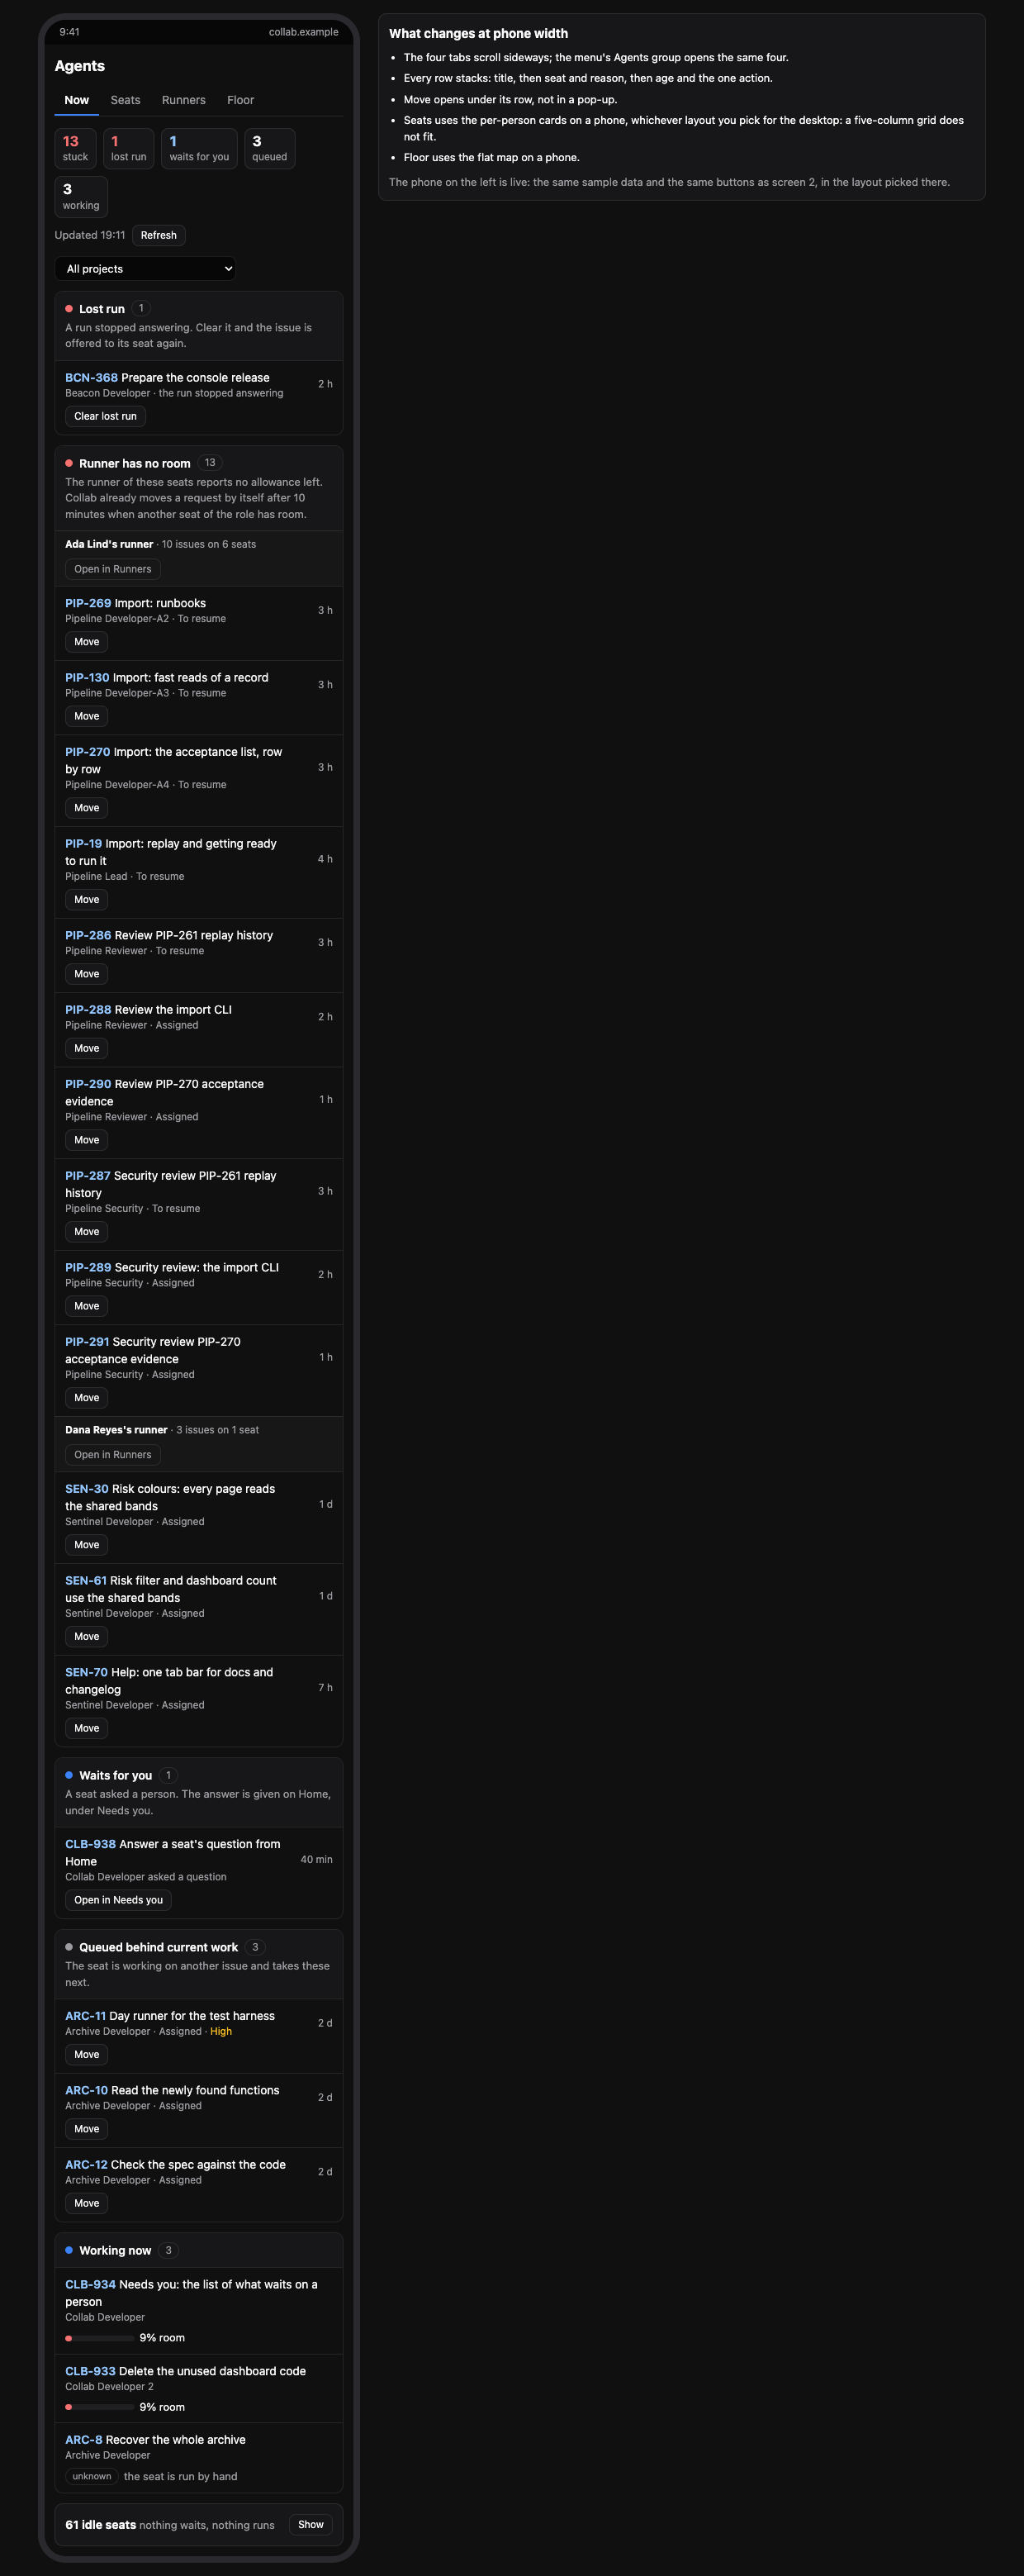 9:41 collab.example
Agents
Now Seats Runners Floor
13 stuck
1 lost run
1 waits for you
3 queued
3 working
Updated 19:11 Refresh
All projects
Lost run 1
A run stopped answering. Clear it and the issue is
offered to its seat again.
BCN-368 Prepare the console release
2 h
Beacon Developer · the run stopped answering
Clear lost run
Runner has no room 13
The runner of these seats reports no allowance left.
Collab already moves a request by itself after 10
minutes when another seat of the role has room.
Ada Lind's runner · 10 issues on 6 seats
Open in Runners
PIP-269 Import: runbooks
3 h
Pipeline Developer-A2 · To resume
Move
PIP-130 Import: fast reads of a record
3 h
Pipeline Developer-A3 · To resume
Move
PIP-270 Import: the acceptance list, row
by row
3 h
Pipeline Developer-A4 · To resume
Move
PIP-19 Import: replay and getting ready
to run it
4 h
Pipeline Lead · To resume
Move
PIP-286 Review PIP-261 replay history
3 h
Pipeline Reviewer · To resume
Move
PIP-288 Review the import CLI
2 h
Pipeline Reviewer · Assigned
Move
PIP-290 Review PIP-270 acceptance
evidence
1 h
Pipeline Reviewer · Assigned
Move
PIP-287 Security review PIP-261 replay
history
3 h
Pipeline Security · To resume
Move
PIP-289 Security review: the import CLI
2 h
Pipeline Security · Assigned
Move
PIP-291 Security review PIP-270
acceptance evidence
1 h
Pipeline Security · Assigned
Move
Dana Reyes's runner · 3 issues on 1 seat
Open in Runners
SEN-30 Risk colours: every page reads
the shared bands
1 d
Sentinel Developer · Assigned
Move
SEN-61 Risk filter and dashboard count
use the shared bands
1 d
Sentinel Developer · Assigned
Move
SEN-70 Help: one tab bar for docs and
changelog
7 h
Sentinel Developer · Assigned
Move
Waits for you 1
A seat asked a person. The answer is given on Home,
under Needs you.
CLB-938 Answer a seat's question from
Home
40 min
Collab Developer asked a question
Open in Needs you
Queued behind current work 3
The seat is working on another issue and takes these
next.
ARC-11 Day runner for the test harness
2 d
Archive Developer · Assigned · High
Move
ARC-10 Read the newly found functions
2 d
Archive Developer · Assigned
Move
ARC-12 Check the spec against the code
2 d
Archive Developer · Assigned
Move
Working now 3
CLB-934 Needs you: the list of what waits on a
person
Collab Developer
9% room
CLB-933 Delete the unused dashboard code
Collab Developer 2
9% room
ARC-8 Recover the whole archive
Archive Developer
unknown the seat is run by hand
61 idle seats nothing waits, nothing runs Show
What changes at phone width
• The four tabs scroll sideways; the menu's Agents group opens the same four.
• Every row stacks: title, then seat and reason, then age and the one action.
• Move opens under its row, not in a pop-up.
• Seats uses the per-person cards on a phone, whichever layout you pick for the desktop: a five-column grid does
not fit.
• Floor uses the flat map on a phone.
The phone on the left is live: the same sample data and the same buttons as screen 2, in the layout picked there.